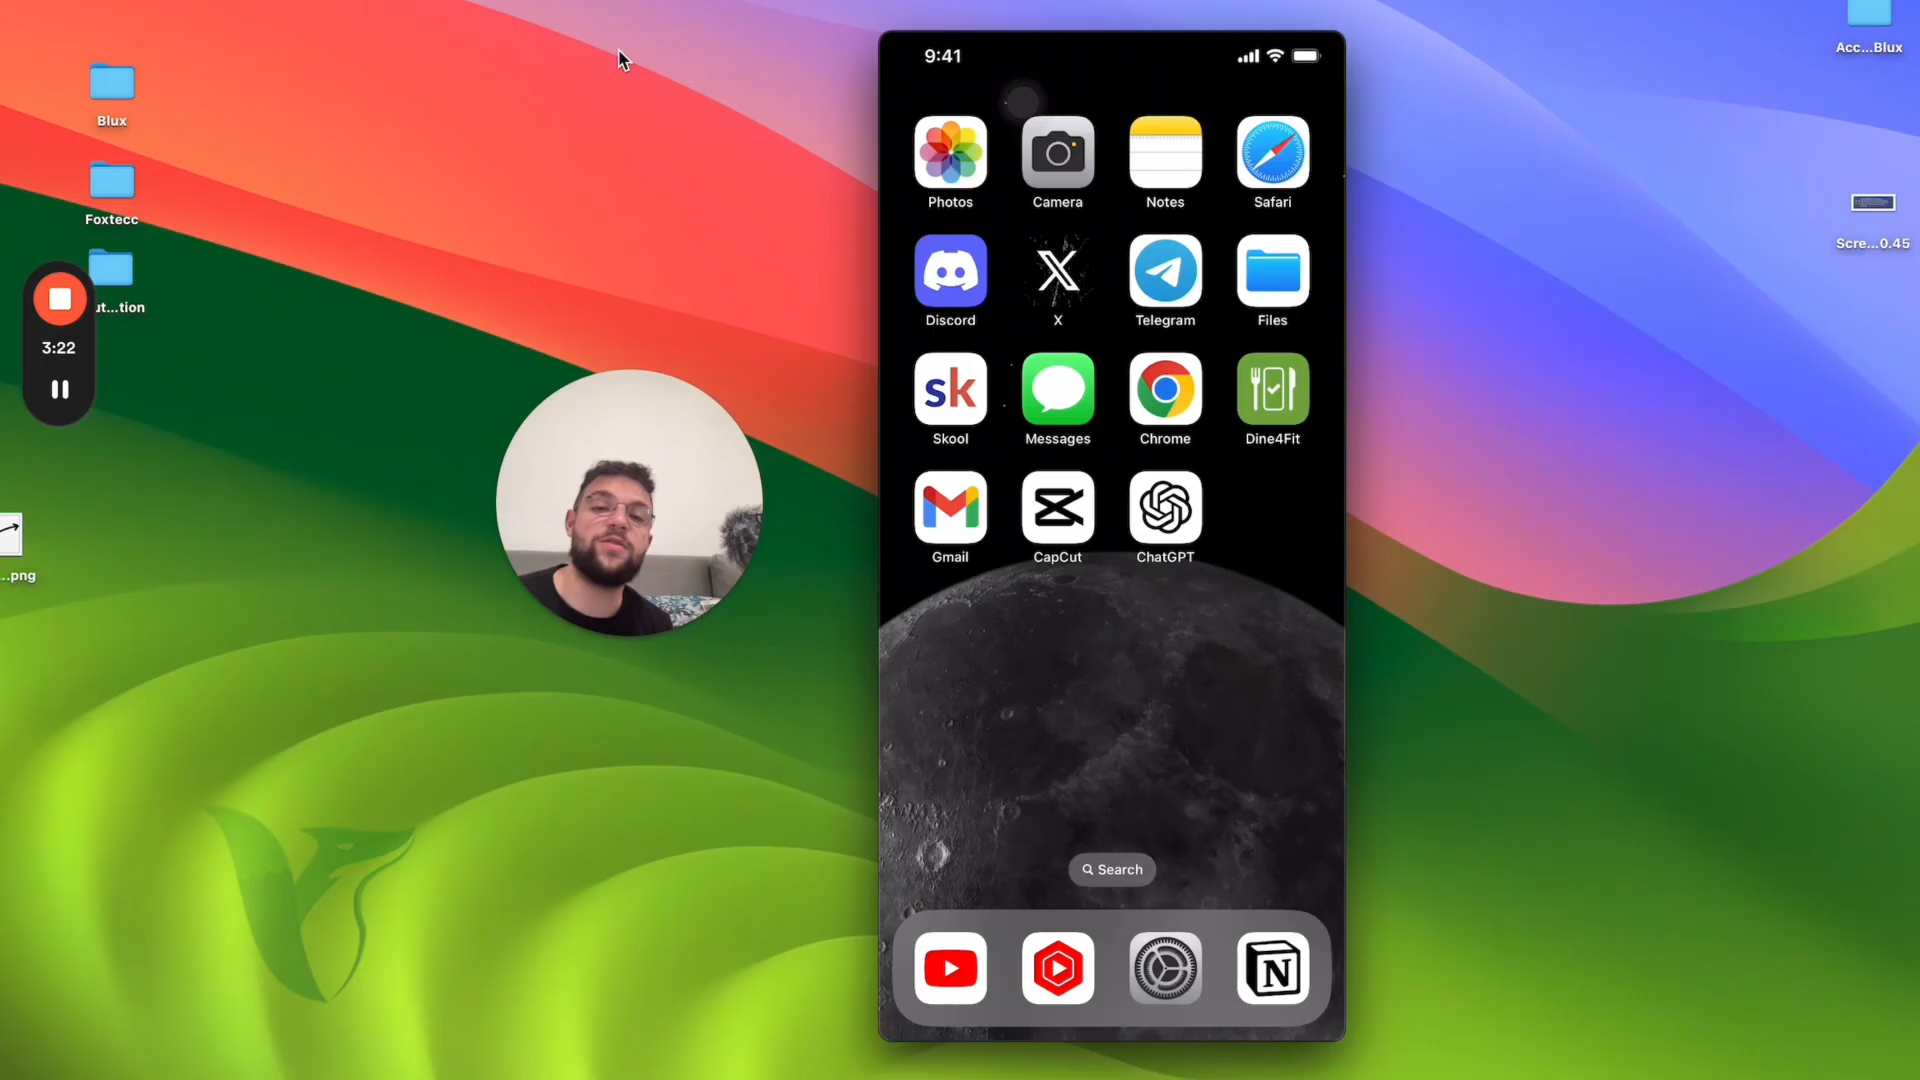 Blux
Foxtecc
ut...tion
3:22
...png
9:41
Photos
Camera
Notes
Safari
Discord
X
Telegram
Files
sk
Skool
Messages
Chrome
Dine4Fit
Gmail
CapCut
ChatGPT
Search
N
Acc...Blux
Scre...0.45